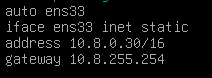 auto ens33
iface ens33 inet static
address 10.8.0.30/16
gateway 10.8.255.254